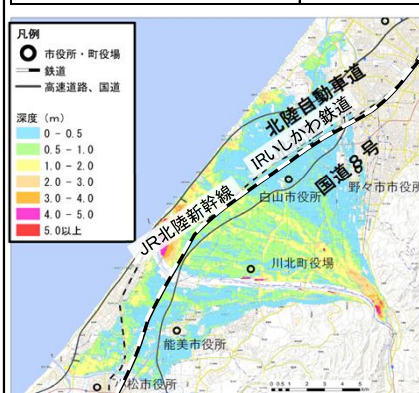 凡例
市役所・町役場
鉄道
高速道路、国道
深度(m)
0 - 0.5
0.5 - 1.0
1.0 - 2.0
2.0 - 3.0
3.0 - 4.0
4.0 - 5.0
5.0以上
北陸自動車道
IRいしかわ鉄道
国道8号
野々市市役所
白山市役所
JR北陸新幹線
川北町役場
能美市役所
松市役所